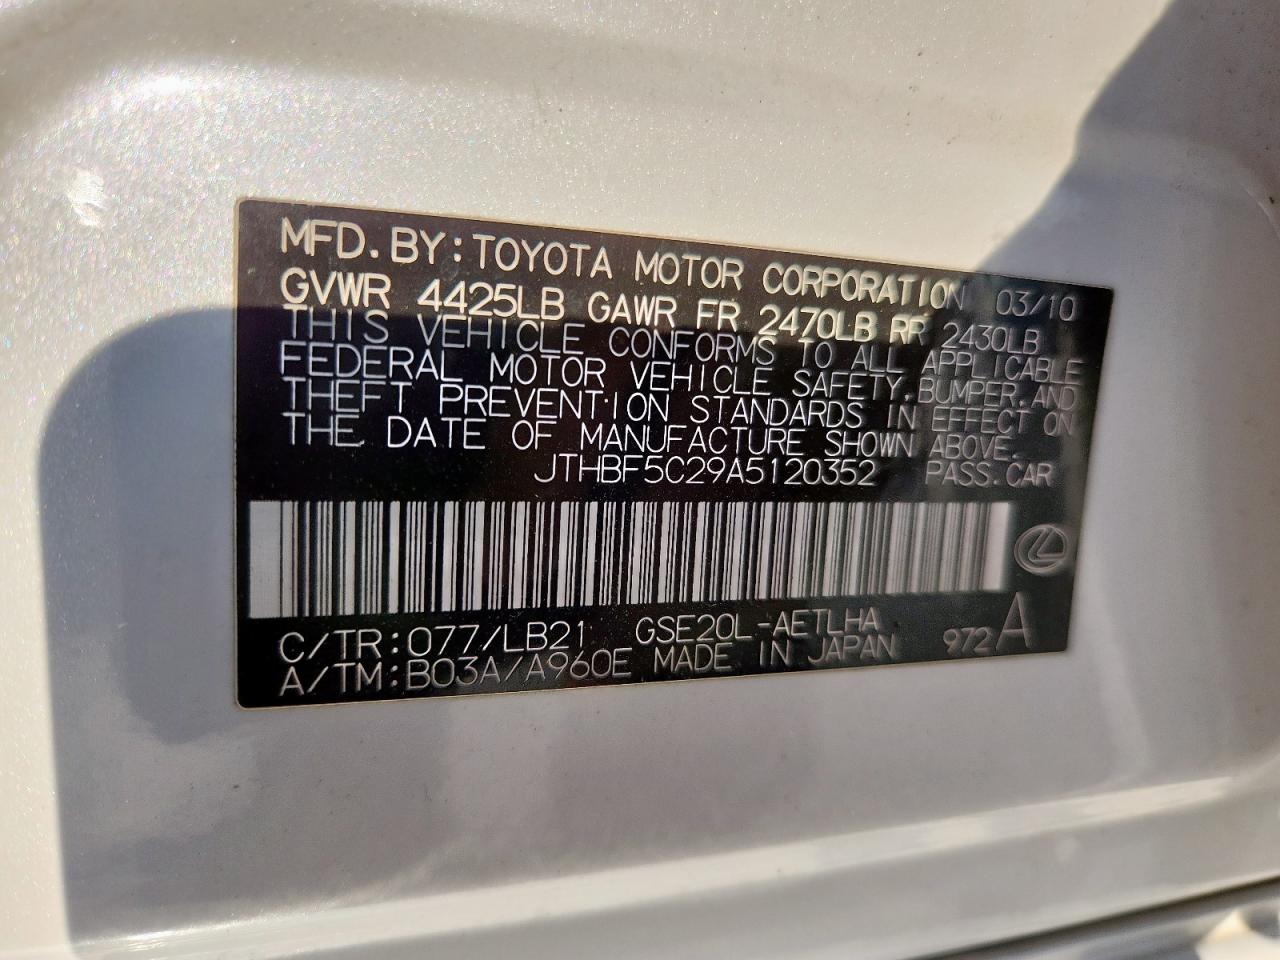 MFD. BY: TOYOTA MOTOR CORPORATION 03/10
GVWR 4425LB GAWR FR 2470LB RR 2430LB
THIS VEHICLE CONFORMS TO ALL APPLICABLE
FEDERAL MOTOR VEHICLE SAFETY, BUMPER, AND
THEFT PREVENTION STANDARDS IN EFFECT ON
THE DATE OF MANUFACTURE SHOWN ABOVE.
JTHBF5C29A5120352 PASS. CAR
C/TR: 077/LB21 GSE20L-AETLHA
A/TM: B03A/A960E MADE IN JAPAN 972 A